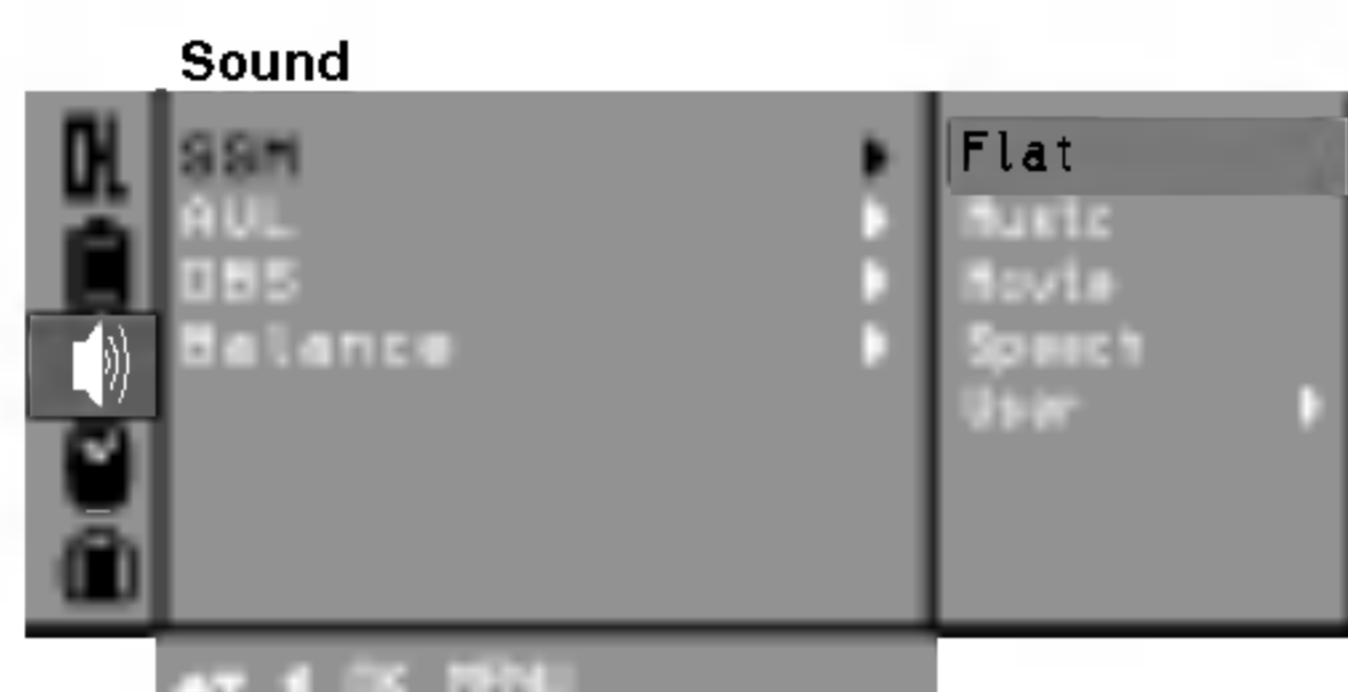 Sound
SSM
AVL
DBS
Balance
Flat
Music
Movie
Speech
User
OK MENU